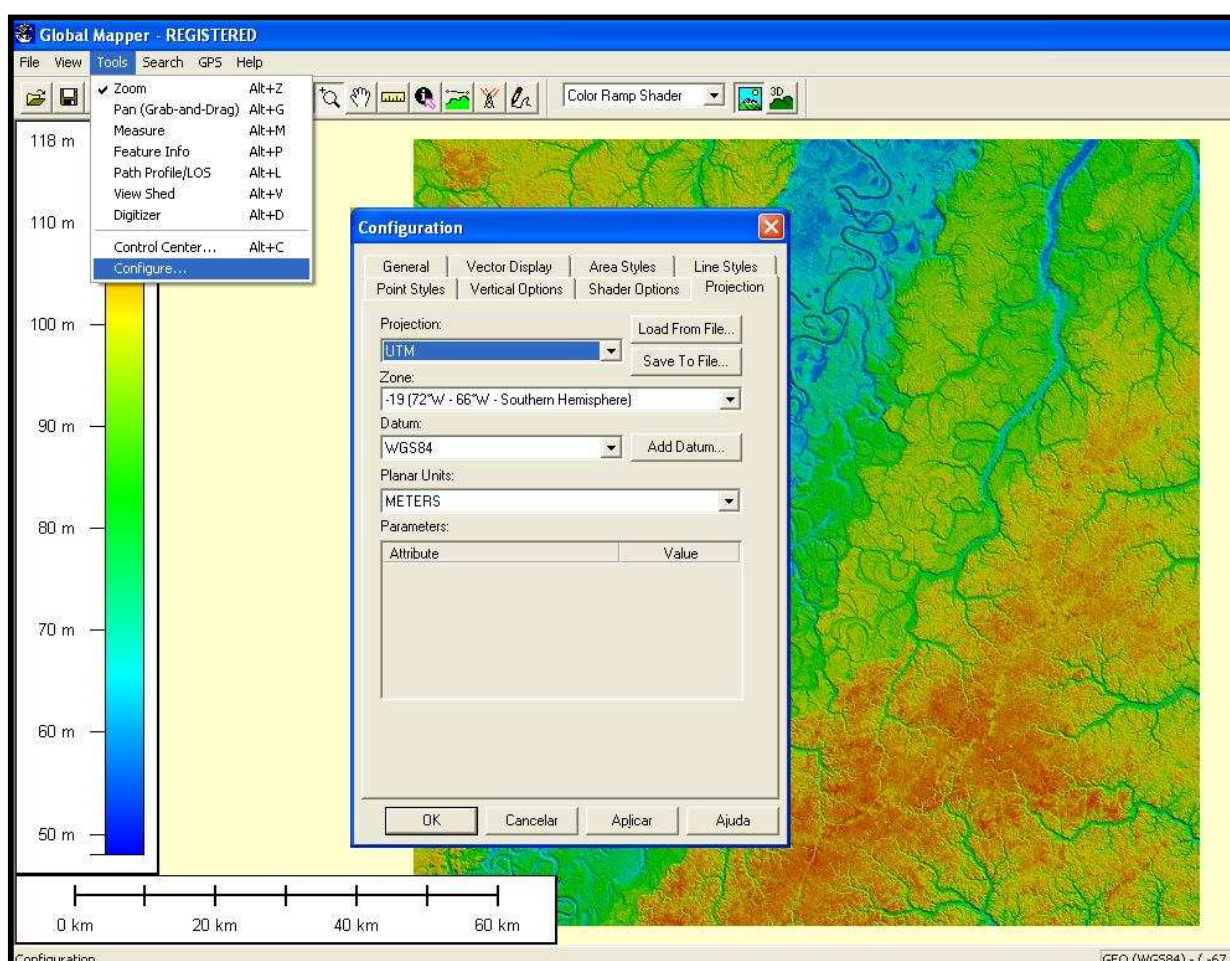 Global Mapper - REGISTERED
File View Tools Search GPS Help
Zoom Alt+Z
Pan (Grab-and-Drag) Alt+G
Measure Alt+M
Feature Info Alt+P
Path Profile/LOS Alt+L
View Shed Alt+V
Digitizer Alt+D
Control Center... Alt+C
Configure...
Color Ramp Shader
3D
118 m
110 m
100 m
90 m
80 m
70 m
60 m
50 m
Configuration
General Vector Display Area Styles Line Styles
Point Styles Vertical Options Shader Options Projection
Projection:
Load From File...
UTM
Save To File...
Zone:
-19 (72°W - 66°W - Southern Hemisphere)
Datum:
WGS84
Add Datum...
Planar Units:
METERS
Parameters:
Attribute Value
OK Cancelar Aplicar Ajuda
0 km 20 km 40 km 60 km
Configuration
GEO (WGS84) - ( -67